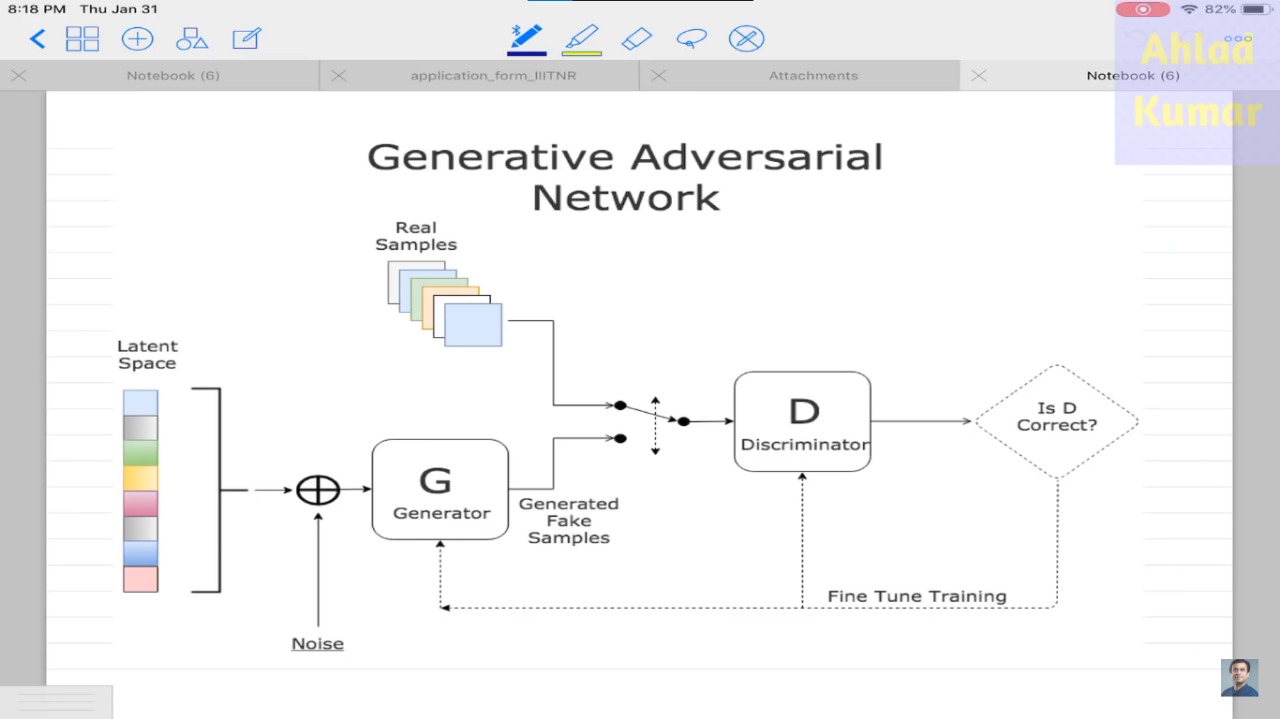 8:18 PM Thu Jan 31
82%
Notebook (6)
application_form_IIITNR
Attachments
Notebook (6)
Ahlad
Kumar
Generative Adversarial
Network
Real
Samples
Latent
Space
G
Generator
Generated
Fake
Samples
D
Discriminator
Is D
Correct?
Fine Tune Training
Noise